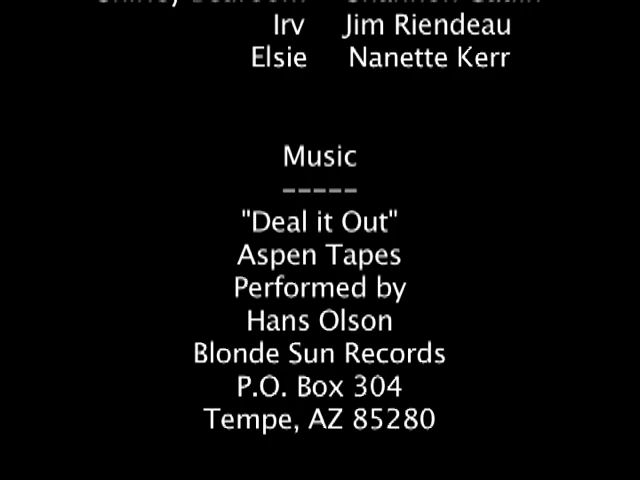 Irv Jim Riendeau
Elsie Nanette Kerr
Music
-----
"Deal it Out"
Aspen Tapes
Performed by
Hans Olson
Blonde Sun Records
P.O. Box 304
Tempe, AZ 85280